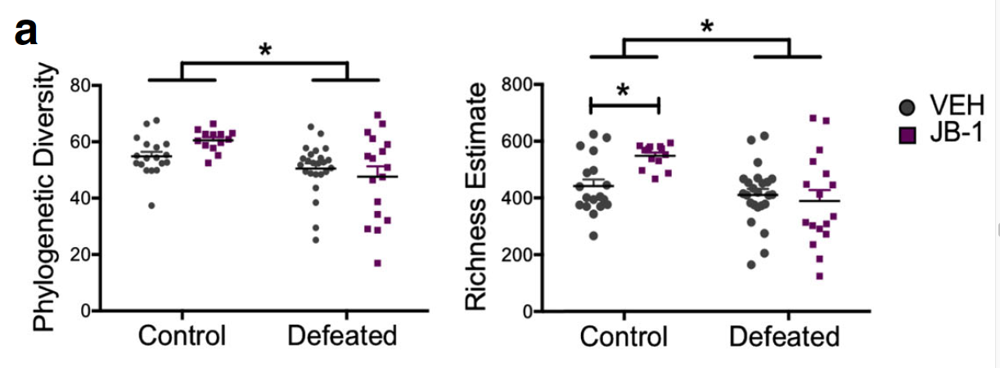 a
Phylogenetic Diversity
80
60
40
20
0
*
Control
Defeated
Richness Estimate
800
600
400
200
0
*
*
Control
Defeated
VEH
JB-1